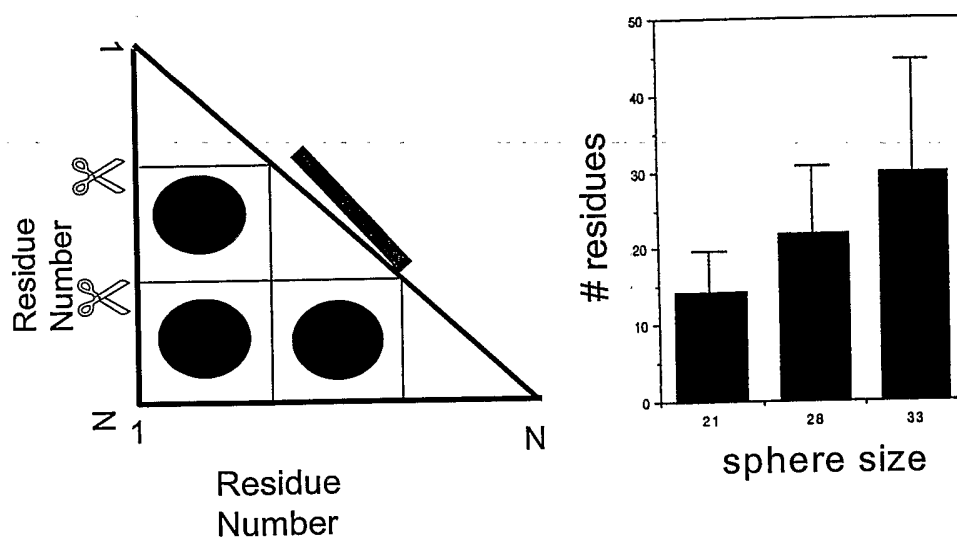 1
Residue
Number
N
1
N
Residue
Number
50
40
30
20
10
0
# residues
21 28 33
sphere size